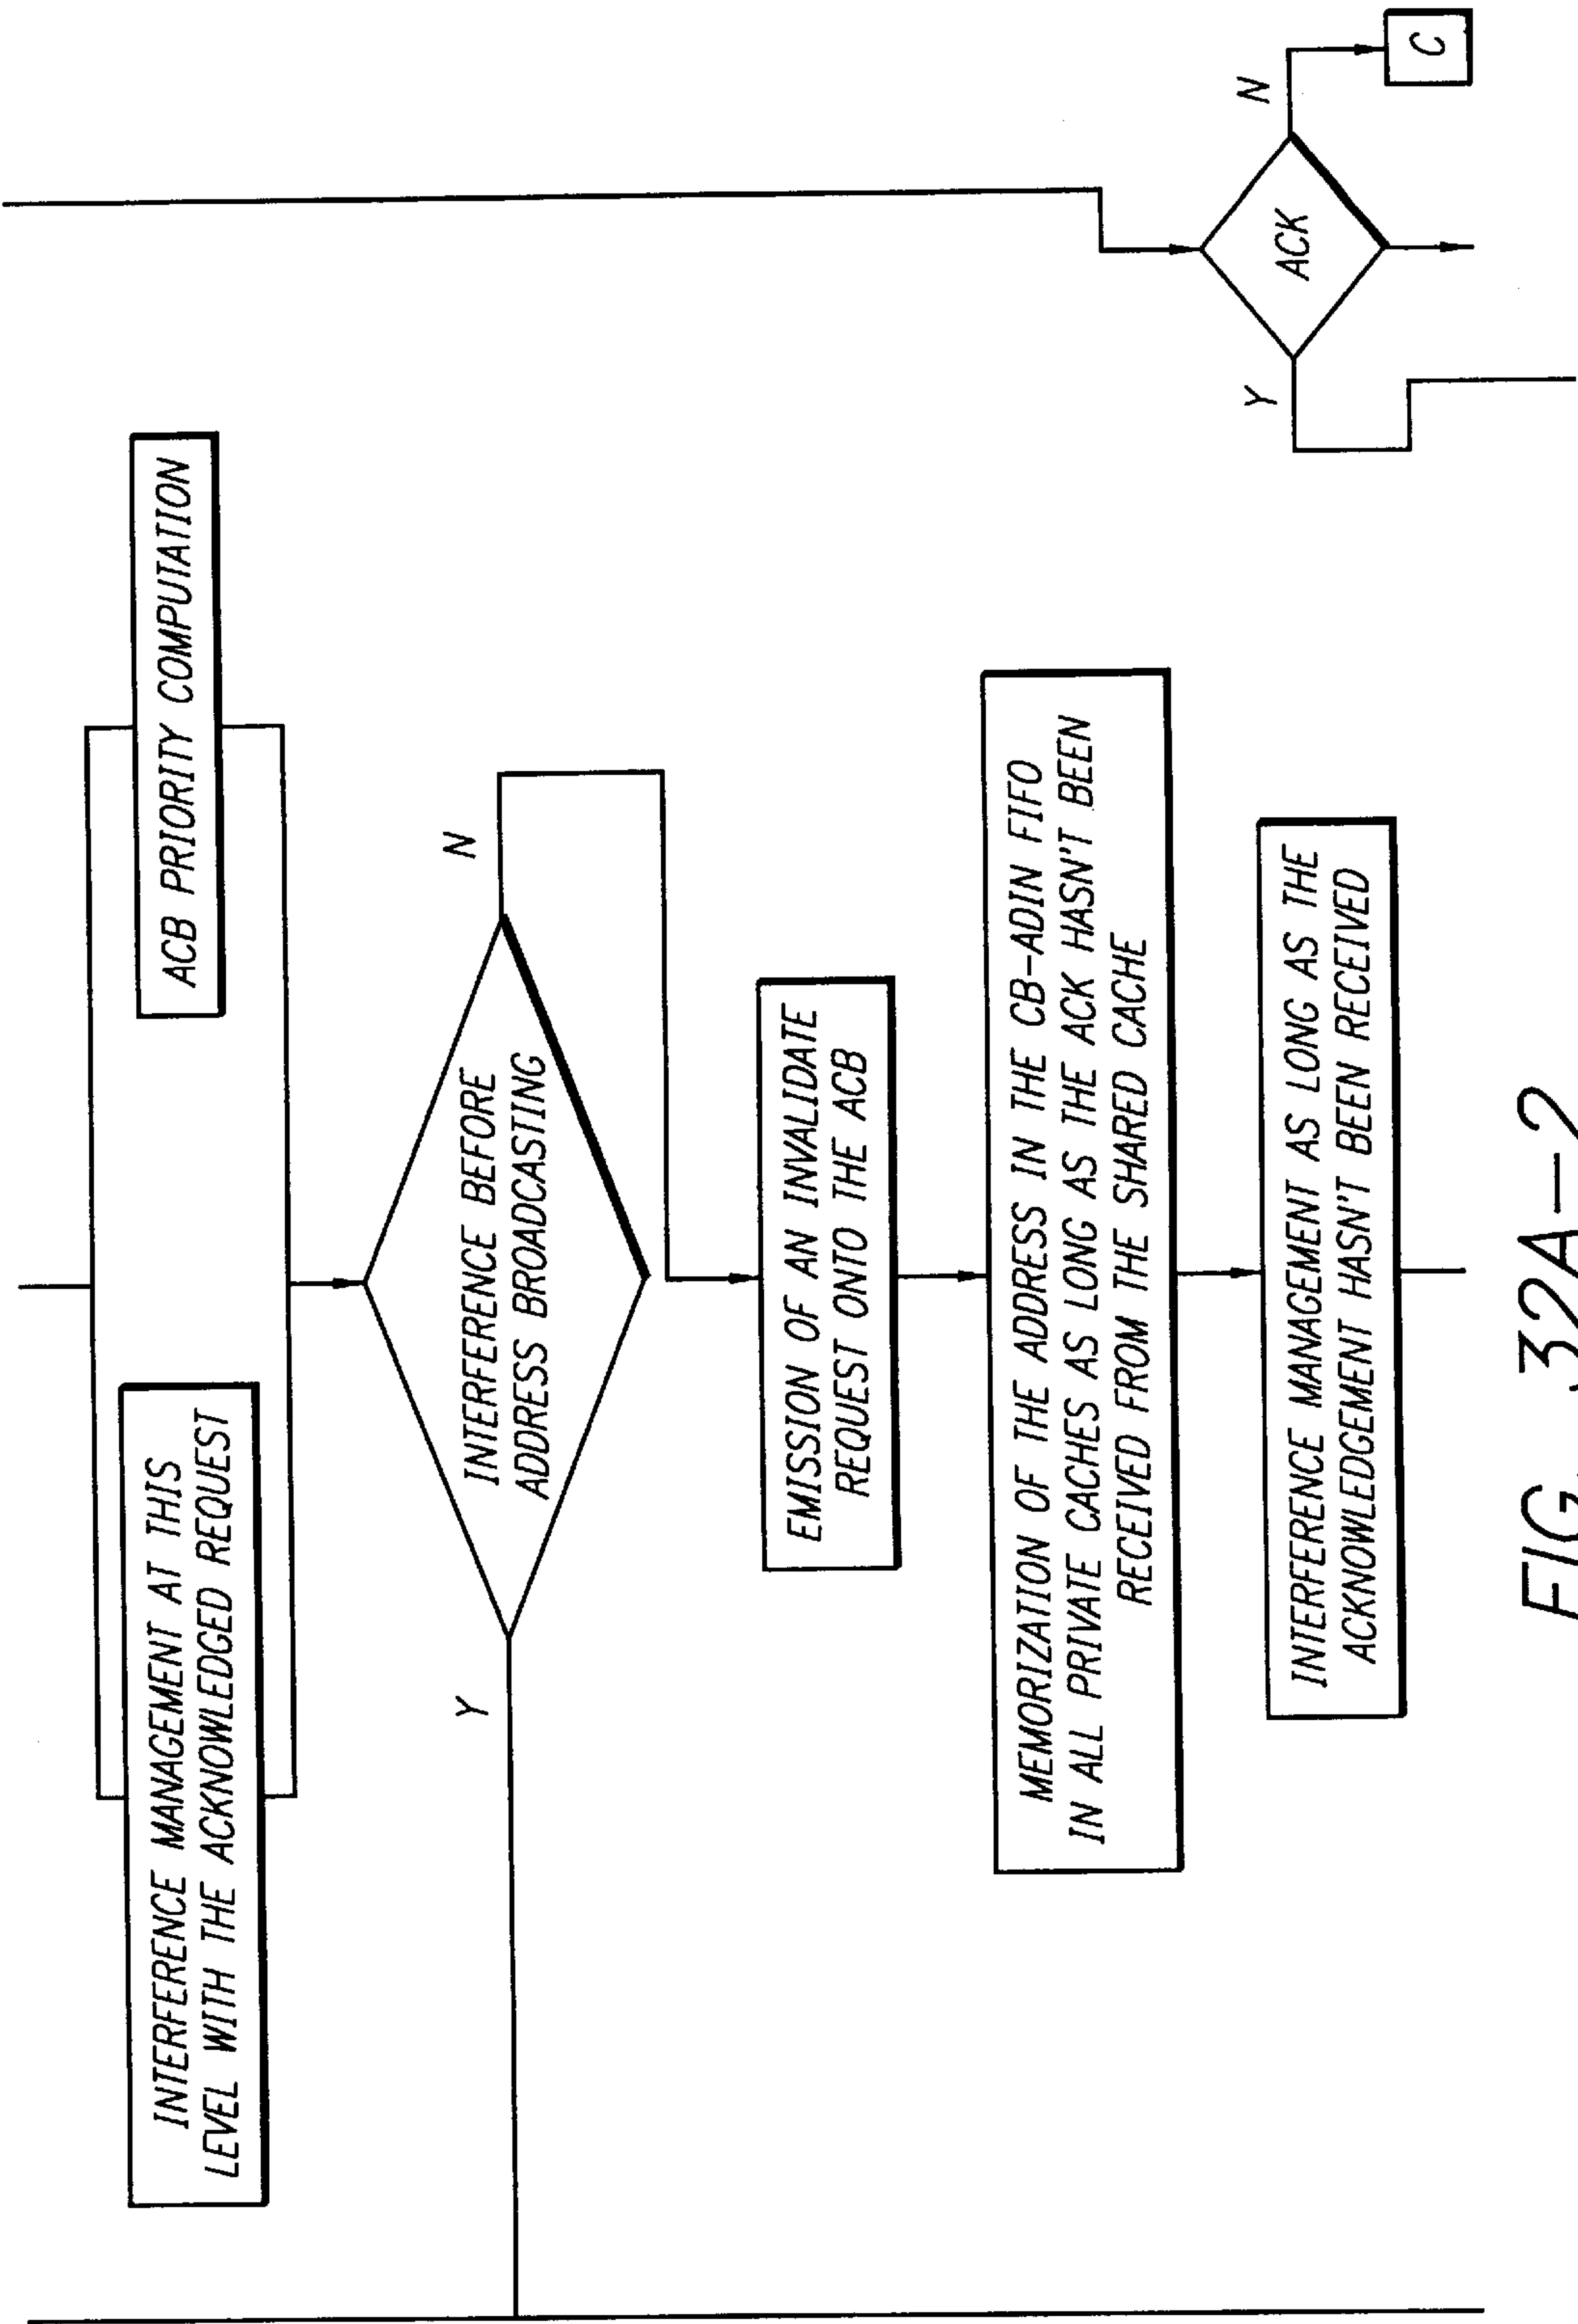 INTERFERENCE MANAGEMENT AT THIS
LEVEL WITH THE ACKNOWLEDGED REQUEST
ACB PRIORITY COMPUTATION
Y
INTERFERENCE BEFORE
ADDRESS BROADCASTING
N
EMISSION OF AN INVALIDATE
REQUEST ONTO THE ACB
MEMORIZATION OF THE ADDRESS IN THE CB-ADIN FIFO
IN ALL PRIVATE CACHES AS LONG AS THE ACK HASN'T BEEN
RECEIVED FROM THE SHARED CACHE
INTERFERENCE MANAGEMENT AS LONG AS THE
ACKNOWLEDGEMENT HASN'T BEEN RECEIVED
Y
ACK
N
C
FIG. 32A-2